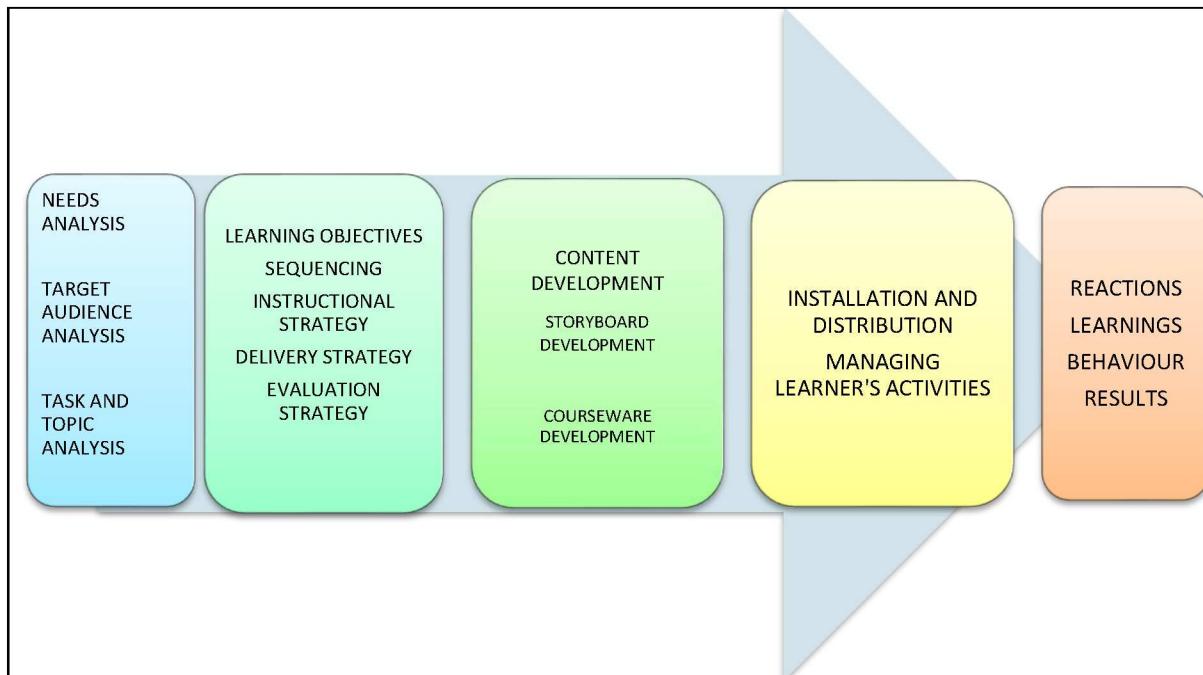 NEEDS
ANALYSIS
TARGET
AUDIENCE
ANALYSIS
TASK AND
TOPIC
ANALYSIS
LEARNING OBJECTIVES
SEQUENCING
INSTRUCTIONAL
STRATEGY
DELIVERY STRATEGY
EVALUATION
STRATEGY
CONTENT
DEVELOPMENT
STORYBOARD
DEVELOPMENT
COURSEWARE
DEVELOPMENT
INSTALLATION AND
DISTRIBUTION
MANAGING
LEARNER'S ACTIVITIES
REACTIONS
LEARNINGS
BEHAVIOUR
RESULTS